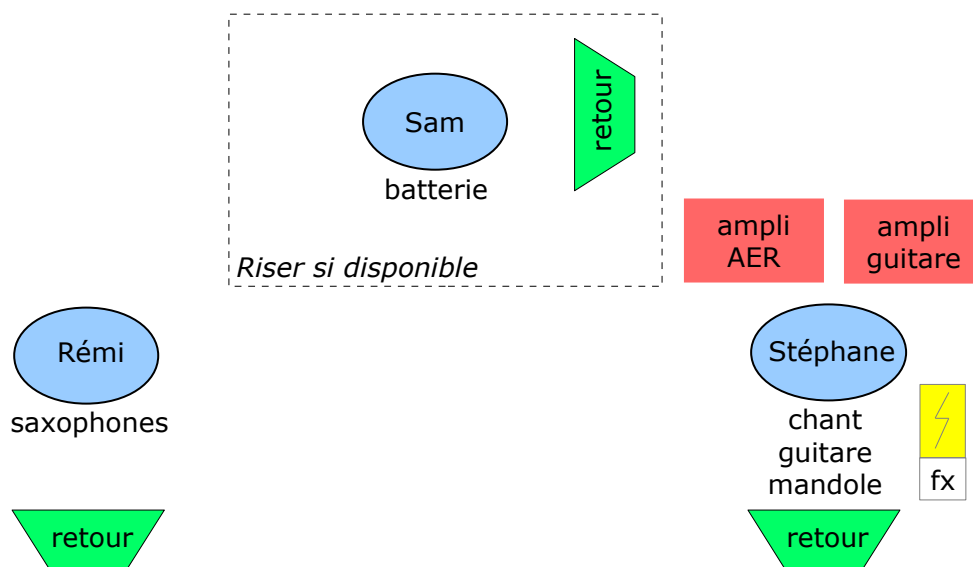 Sam
batterie
retour
Riser si disponible
ampli
AER
ampli
guitare
Rémi
saxophones
Stéphane
chant
guitare
mandole
fx
retour
retour